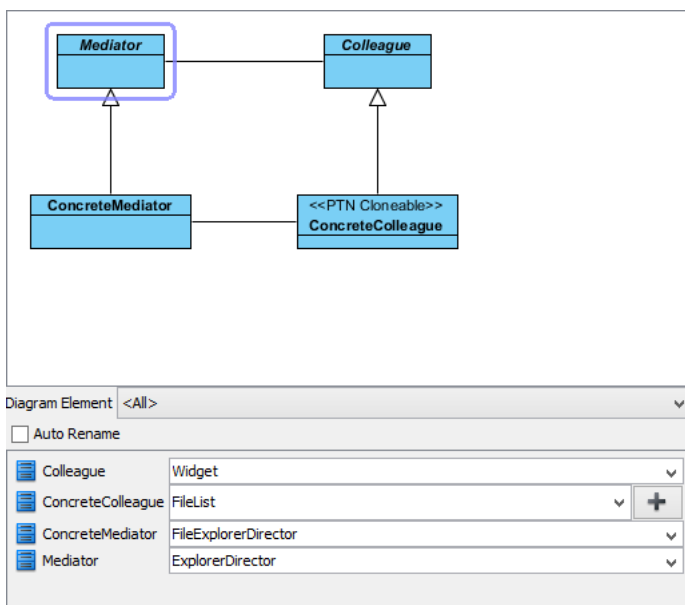 Mediator
Colleague
ConcreteMediator
<<PTN Cloneable>>
ConcreteColleague
Diagram Element <All>
Auto Rename
Colleague Widget
ConcreteColleague FileList
ConcreteMediator FileExplorerDirector
Mediator ExplorerDirector